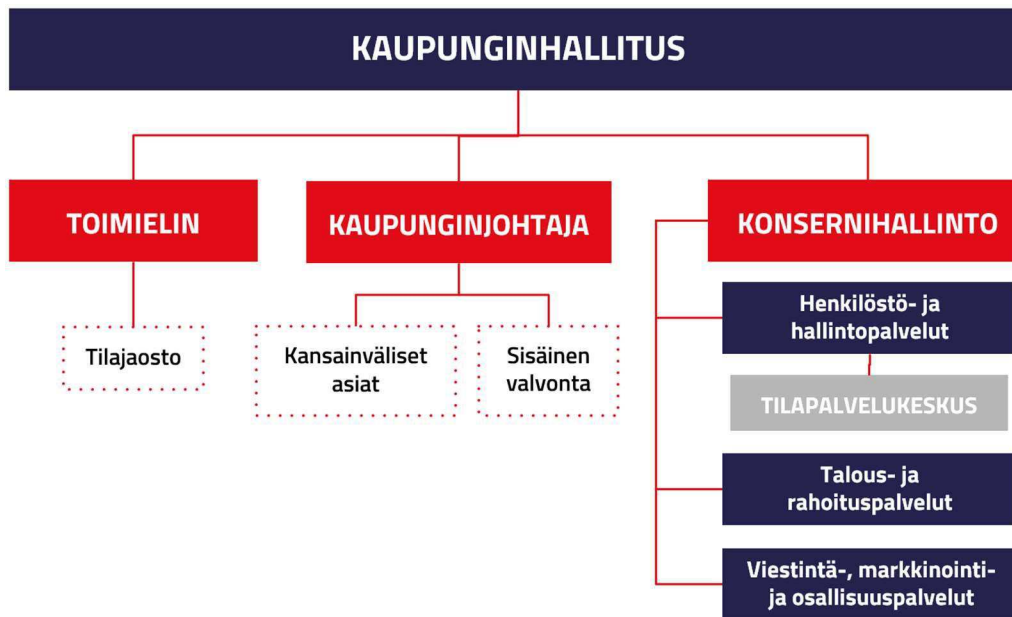 KAUPUNGINHALLITUS
TOIMIELIN
Tilajaosto
KAUPUNGINJOHTAJA
Kansainväliset
asiat
Sisäinen
valvonta
KONSERNIHALLINTO
Henkilöstö- ja
hallintopalvelut
TILAPALVELUKESKUS
Talous- ja
rahoituspalvelut
Viestintä-, markkinointi-
ja osallisuuspalvelut